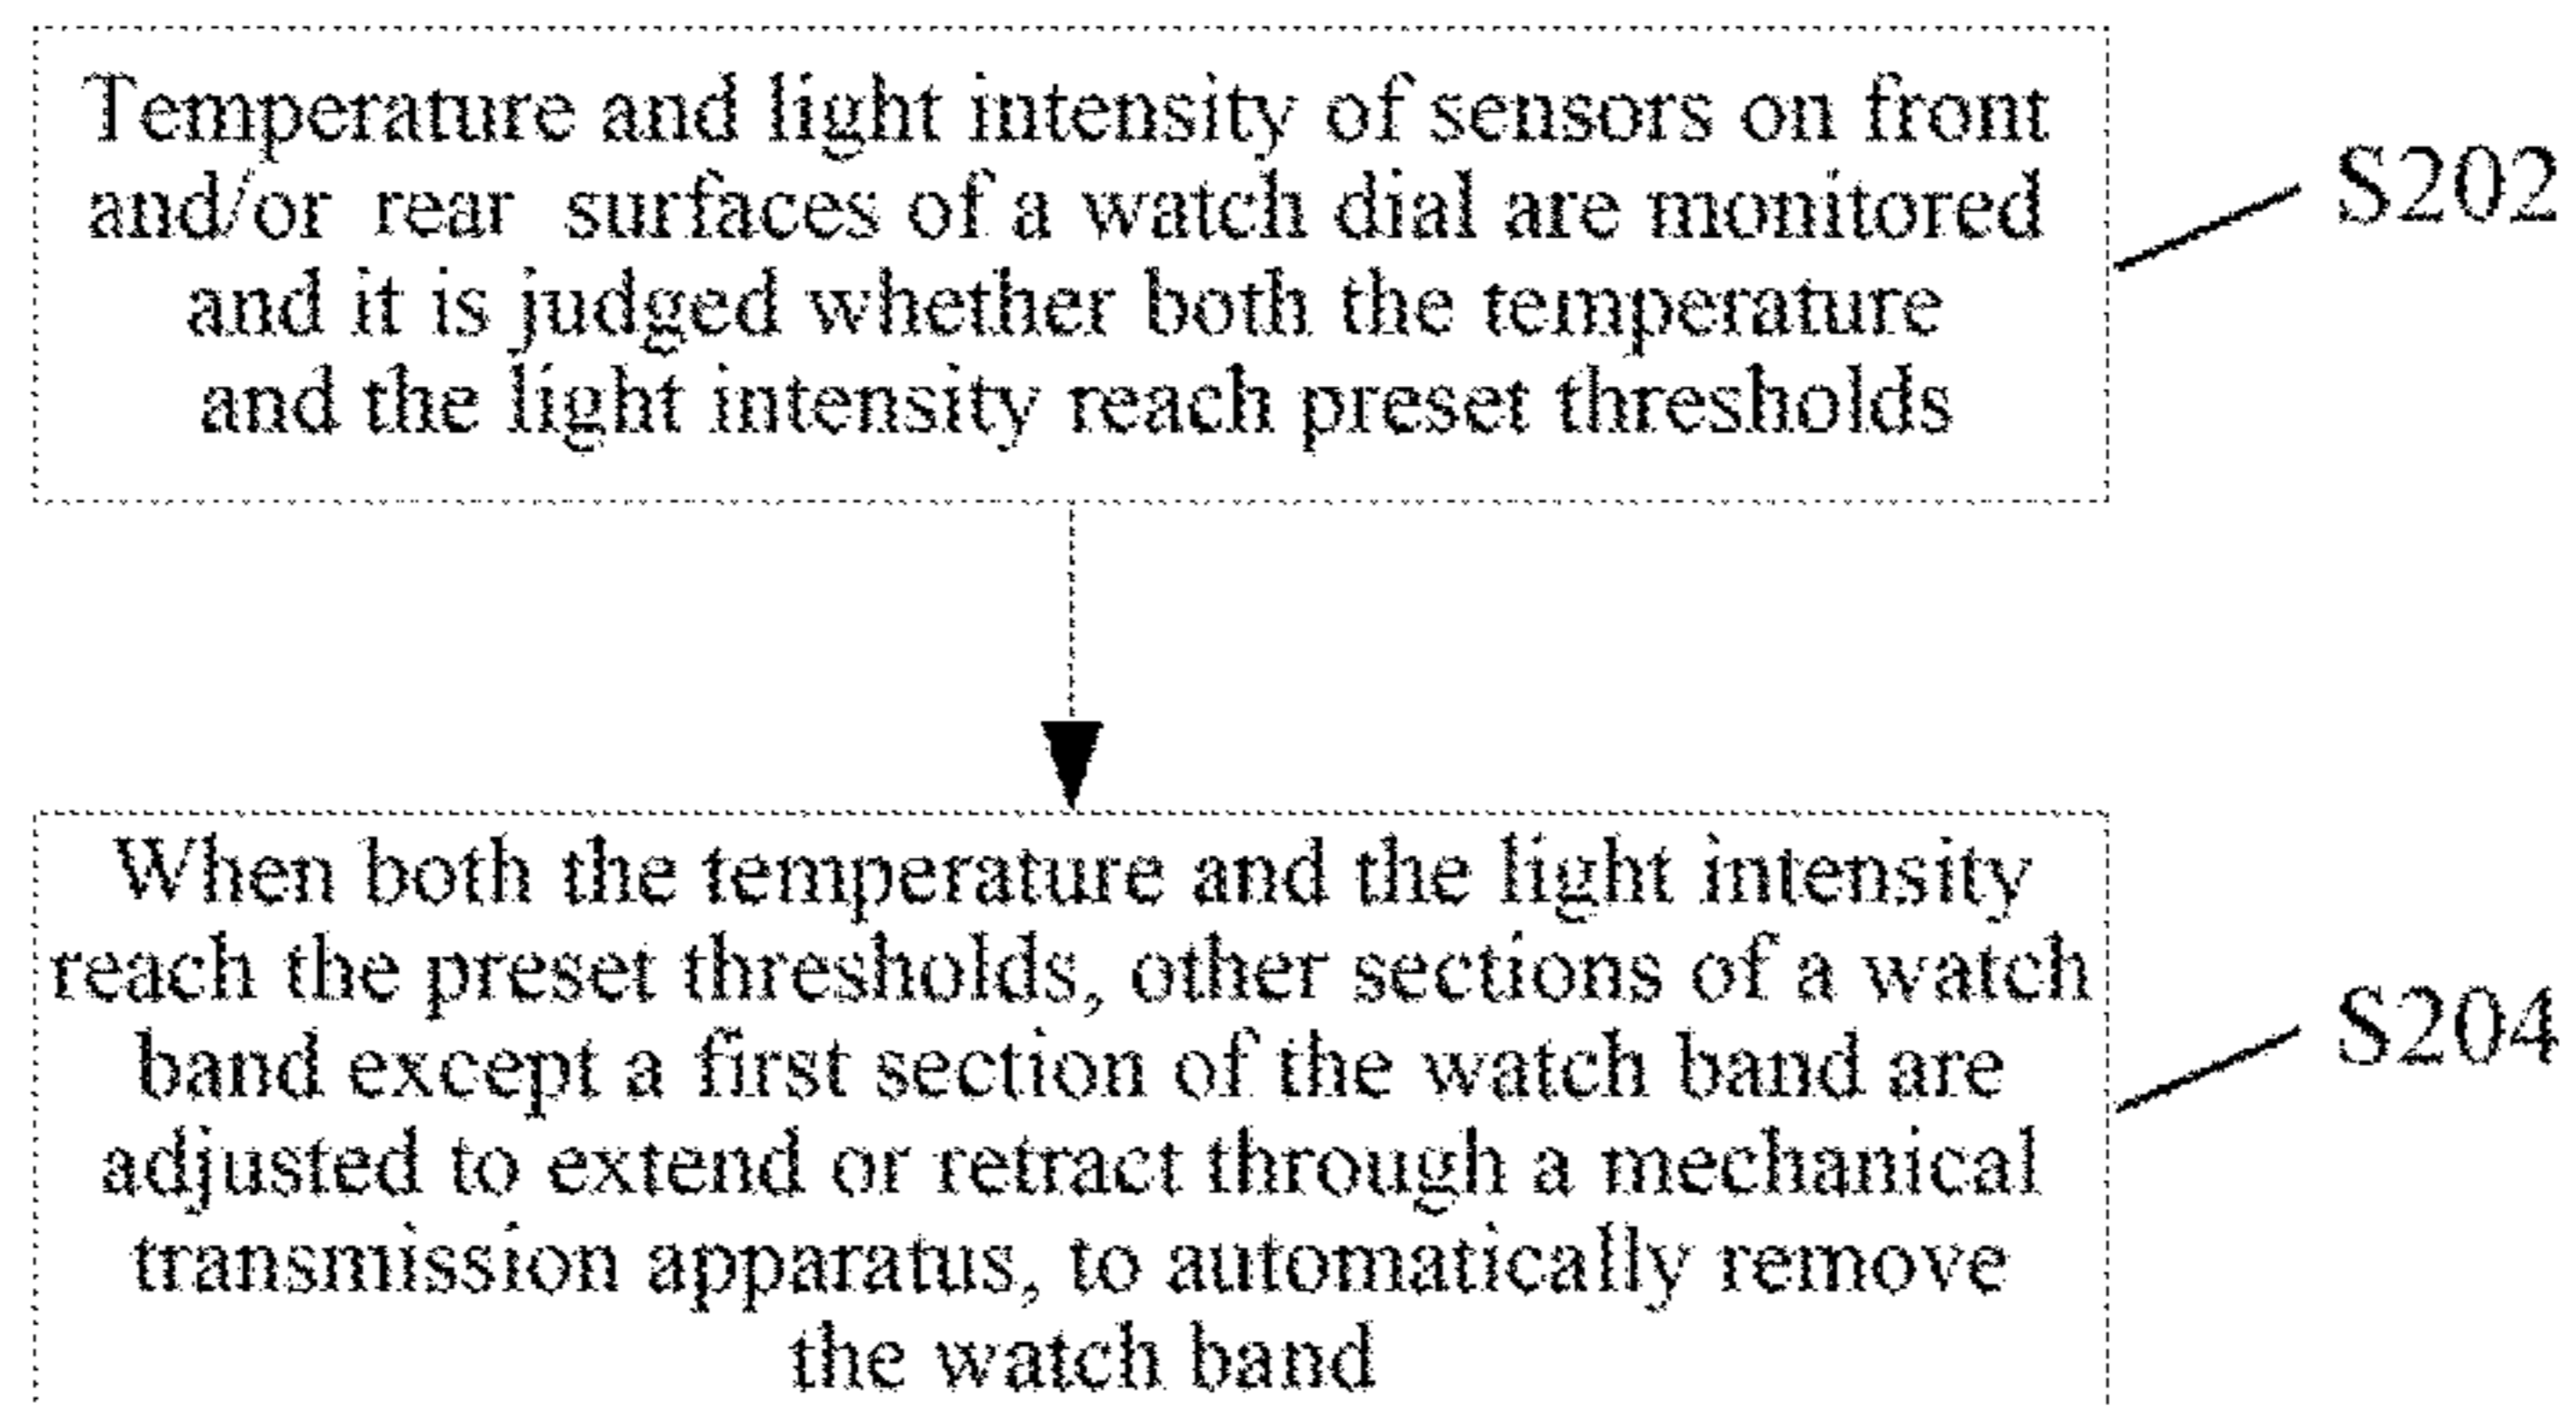 Temperature and light intensity of sensors on front
and/or rear surfaces of a watch dial are monitored
and it is judged whether both the temperature
and the light intensity reach preset thresholds
S202
When both the temperature and the light intensity
reach the preset thresholds, other sections of a watch
band except a first section of the watch band are
adjusted to extend or retract through a mechanical
transmission apparatus, to automatically remove
the watch band
S204